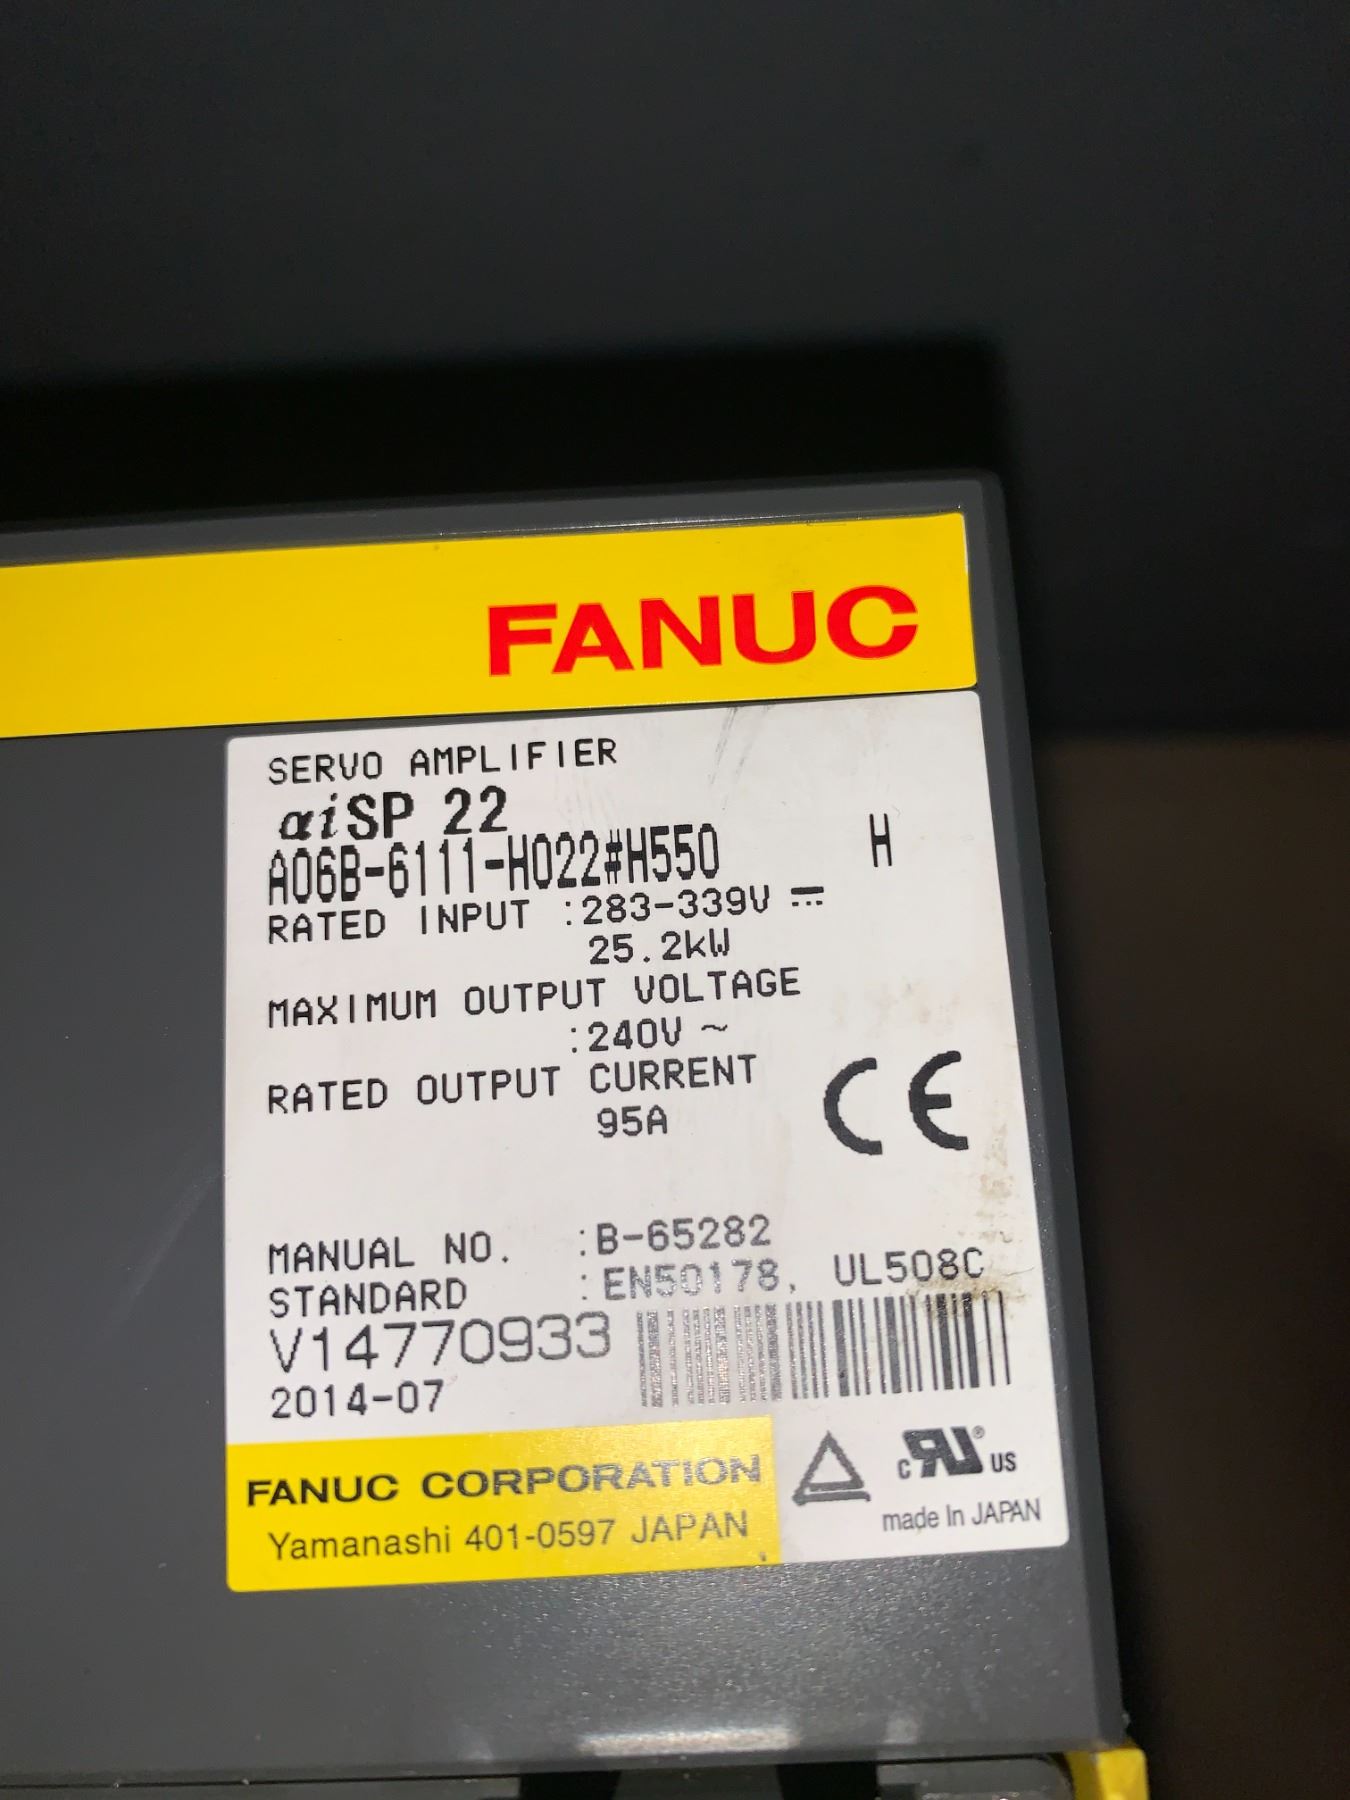 FANUC
SERVO AMPLIFIER
αiSP 22
A06B-6111-H022#H550 H
RATED INPUT :283-339V ⎓
25.2kW
MAXIMUM OUTPUT VOLTAGE
:240V ~
RATED OUTPUT CURRENT
95A
CE
MANUAL NO. :B-65282
STANDARD :EN50178, UL508C
V14770933
2014-07
FANUC CORPORATION
Yamanashi 401-0597 JAPAN
c RU® US
made In JAPAN